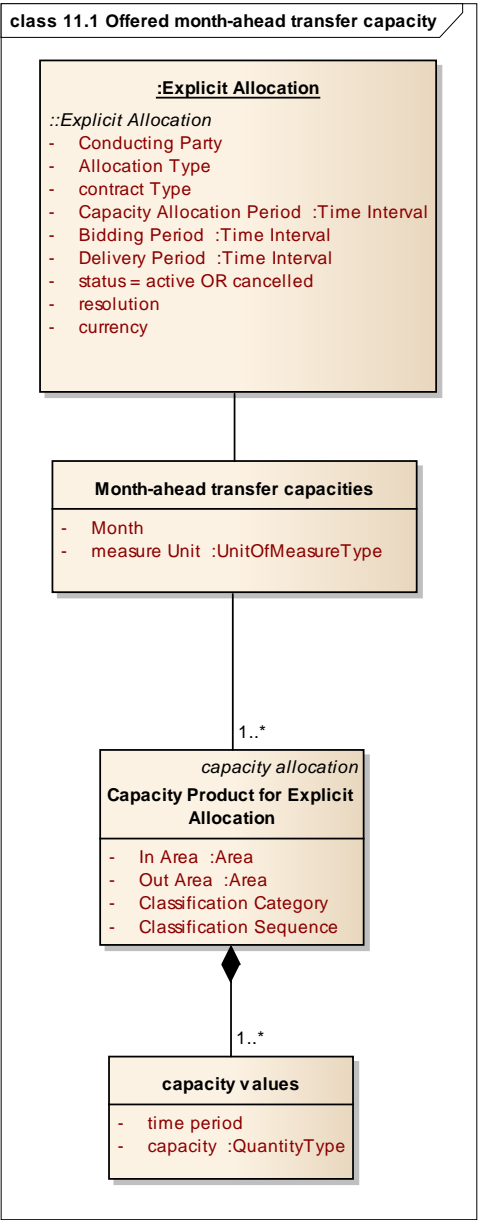 class 11.1 Offered month-ahead transfer capacity
:Explicit Allocation
::Explicit Allocation
- Conducting Party
- Allocation Type
- contract Type
- Capacity Allocation Period :Time Interval
- Bidding Period :Time Interval
- Delivery Period :Time Interval
- status = active OR cancelled
- resolution
- currency
Month-ahead transfer capacities
- Month
- measure Unit :UnitOfMeasureType
1..*
capacity allocation
Capacity Product for Explicit
Allocation
- In Area :Area
- Out Area :Area
- Classification Category
- Classification Sequence
1..*
capacity values
- time period
- capacity :QuantityType